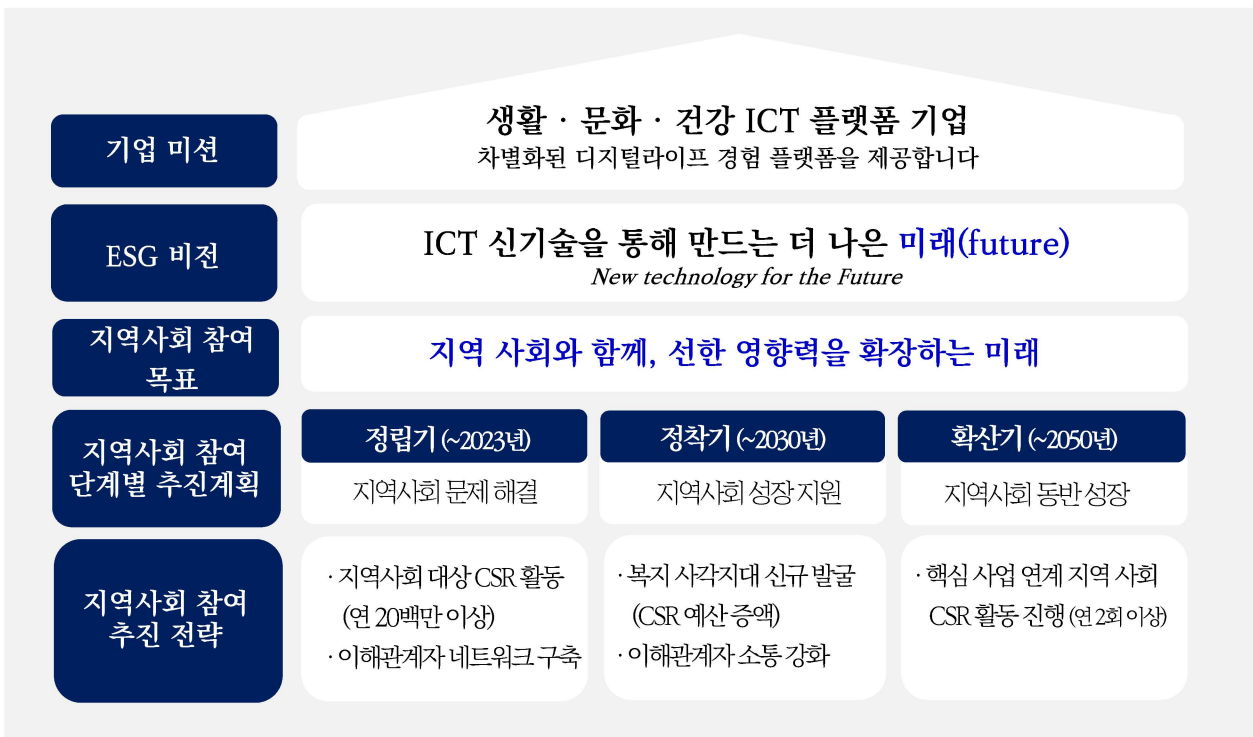 기업 미션
생활 · 문화 · 건강 ICT 플랫폼 기업
차별화된 디지털라이프 경험 플랫폼을 제공합니다
ESG 비전
ICT 신기술을 통해 만드는 더 나은 미래(future)
New technology for the Future
지역사회 참여
목표
지역 사회와 함께, 선한 영향력을 확장하는 미래
지역사회 참여
단계별 추진계획
정립기 (~2023년)
지역사회 문제 해결
정착기 (~2030년)
지역사회 성장 지원
확산기 (~2050년)
지역사회 동반 성장
지역사회 참여
추진 전략
· 지역사회 대상 CSR 활동
(연 20백만 이상)
· 이해관계자 네트워크 구축
· 복지 사각지대 신규 발굴
(CSR 예산 증액)
· 이해관계자 소통 강화
· 핵심 사업 연계 지역 사회
CSR 활동 진행 (연 2회 이상)